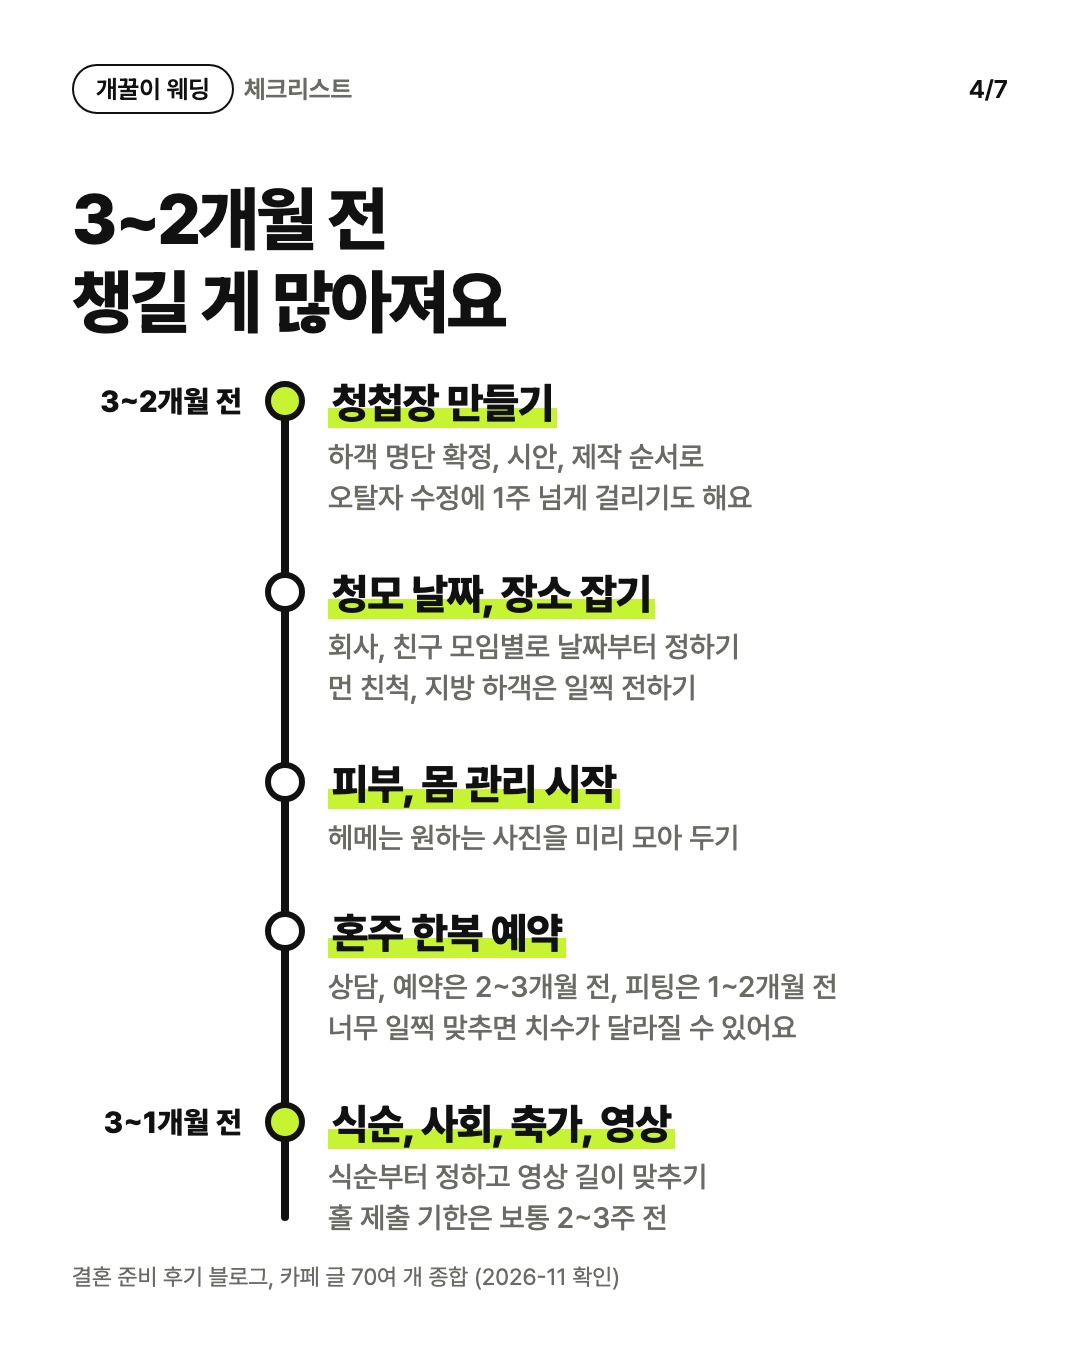 개꿀이 웨딩 체크리스트 4/7
3~2개월 전
챙길 게 많아져요
3~2개월 전 청첩장 만들기
하객 명단 확정, 시안, 제작 순서로
오탈자 수정에 1주 넘게 걸리기도 해요
청모 날짜, 장소 잡기
회사, 친구 모임별로 날짜부터 정하기
먼 친척, 지방 하객은 일찍 전하기
피부, 몸 관리 시작
헤메는 원하는 사진을 미리 모아 두기
혼주 한복 예약
상담, 예약은 2~3개월 전, 피팅은 1~2개월 전
너무 일찍 맞추면 치수가 달라질 수 있어요
3~1개월 전 식순, 사회, 축가, 영상
식순부터 정하고 영상 길이 맞추기
홀 제출 기한은 보통 2~3주 전
결혼 준비 후기 블로그, 카페 글 70여 개 종합 (2026-11 확인)